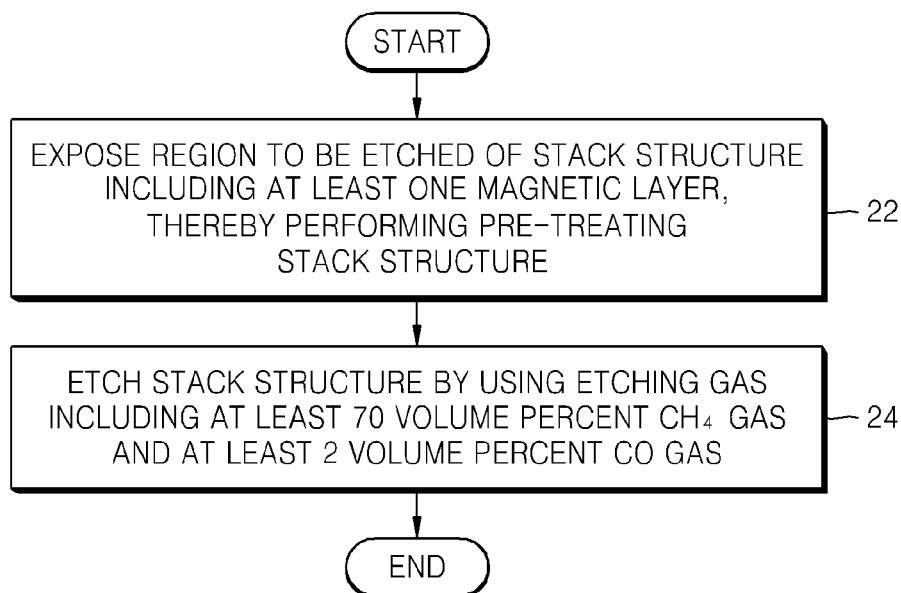 START
EXPOSE REGION TO BE ETCHED OF STACK STRUCTURE
INCLUDING AT LEAST ONE MAGNETIC LAYER,
THEREBY PERFORMING PRE-TREATING
STACK STRUCTURE
22
ETCH STACK STRUCTURE BY USING ETCHING GAS
INCLUDING AT LEAST 70 VOLUME PERCENT CH₄ GAS
AND AT LEAST 2 VOLUME PERCENT CO GAS
24
END